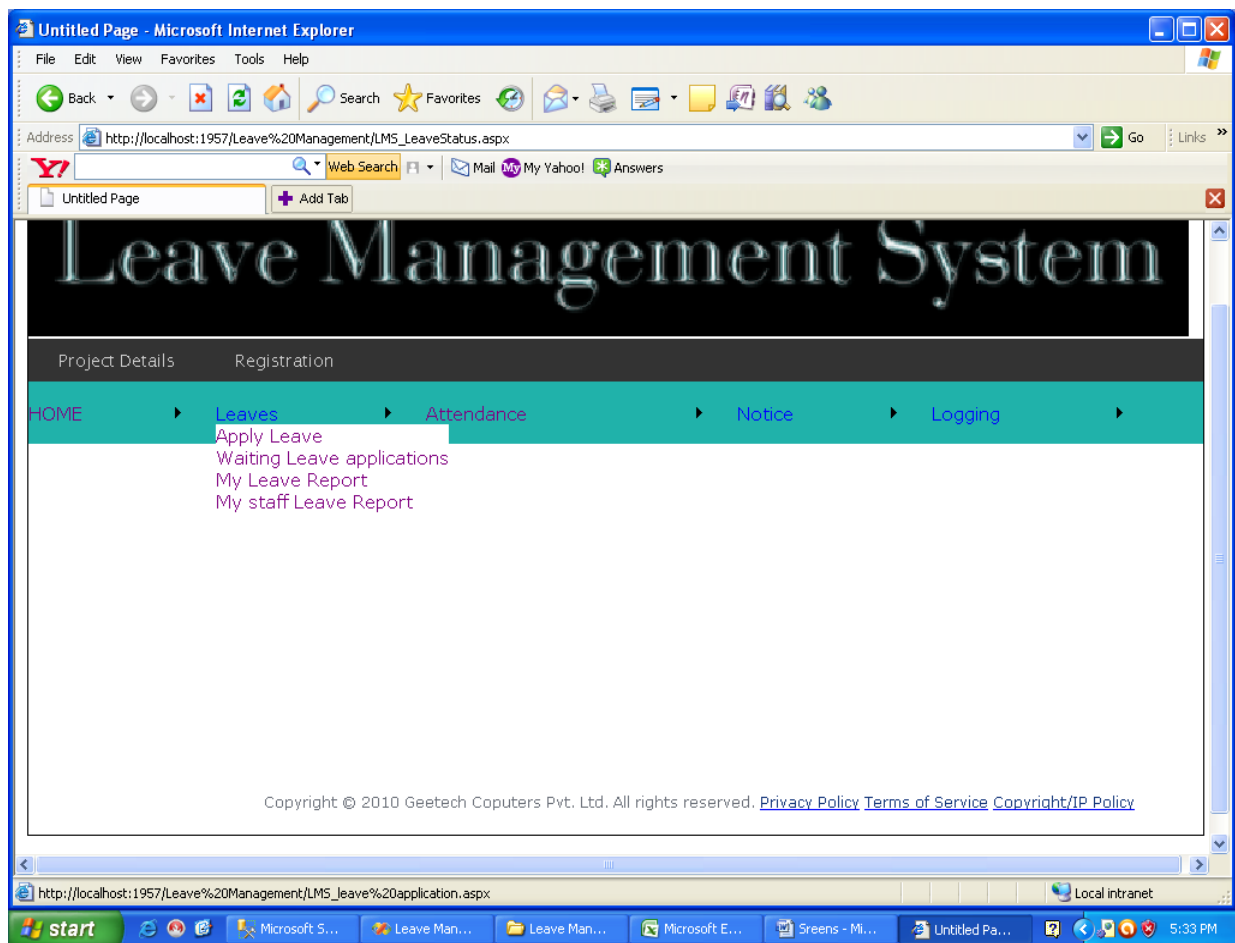 Untitled Page - Microsoft Internet Explorer
File Edit View Favorites Tools Help
Back Search Favorites
Address http://localhost:1957/Leave%20Management/LMS_LeaveStatus.aspx Go Links »
Y! Web Search Mail My My Yahoo! Answers
Untitled Page Add Tab
Leave Management System
Project Details Registration
HOME Leaves Attendance Notice Logging
Apply Leave
Waiting Leave applications
My Leave Report
My staff Leave Report
Copyright © 2010 Geetech Coputers Pvt. Ltd. All rights reserved. Privacy Policy Terms of Service Copyright/IP Policy
http://localhost:1957/Leave%20Management/LMS_leave%20application.aspx Local intranet
start Microsoft S... Leave Man... Leave Man... Microsoft E... Sreens - Mi... Untitled Pa... 5:33 PM